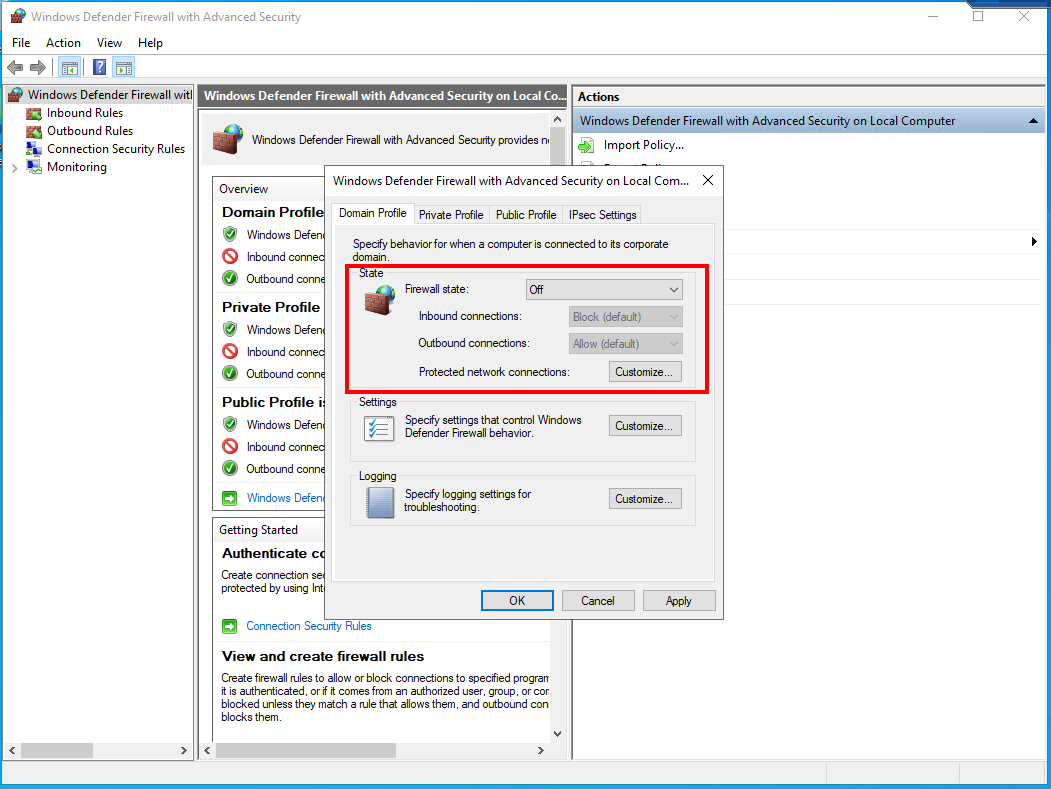 Windows Defender Firewall with Advanced Security
File Action View Help
Windows Defender Firewall wit
Inbound Rules
Outbound Rules
Connection Security Rules
Monitoring
Windows Defender Firewall with Advanced Security on Local Co...
Windows Defender Firewall with Advanced Security provides
Overview
Domain Profile
Windows Defen
Inbound connec
Outbound conne
Private Profile
Windows Defen
Inbound connec
Outbound conne
Public Profile is
Windows Defen
Inbound connec
Outbound conne
Windows Defen
Getting Started
Authenticate co
Create connection sec
protected by using Int
Connection Security Rules
View and create firewall rules
Create firewall rules to allow or block connections to specified program
it is authenticated, or if it comes from an authorized user, group, or com
blocked unless they match a rule that allows them, and outbound con
blocks them.
Actions
Windows Defender Firewall with Advanced Security on Local Computer
Import Policy...
Windows Defender Firewall with Advanced Security on Local Com...
Domain Profile Private Profile Public Profile IPsec Settings
Specify behavior for when a computer is connected to its corporate
domain.
State
Firewall state: Off
Inbound connections: Block (default)
Outbound connections: Allow (default)
Protected network connections: Customize...
Settings
Specify settings that control Windows
Defender Firewall behavior.
Customize...
Logging
Specify logging settings for
troubleshooting.
Customize...
OK Cancel Apply